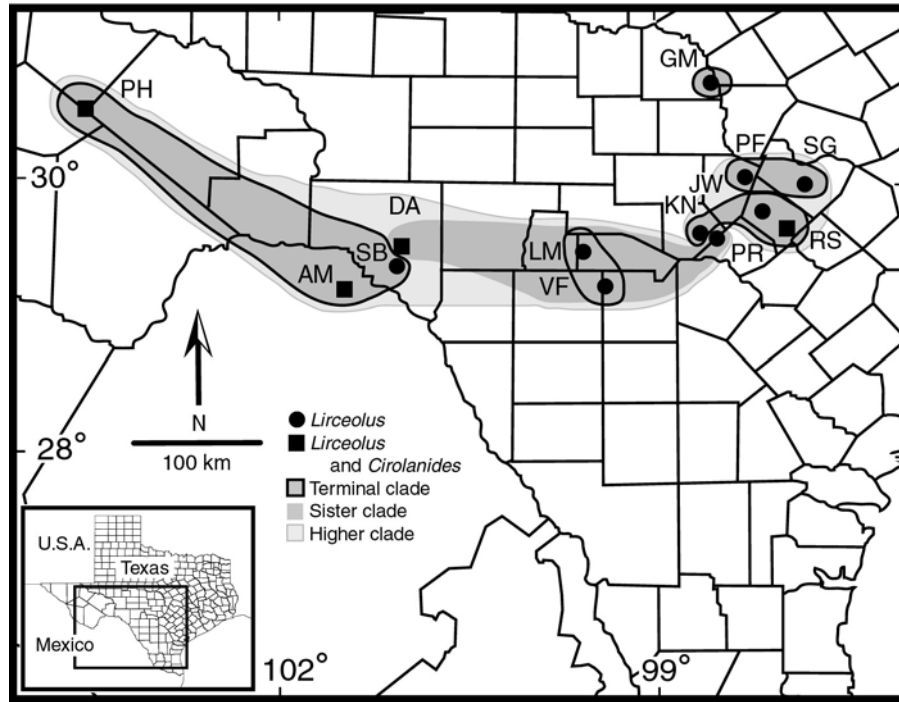 GM
PH
PF
SG
30°
JW
KN
DA
RS
SB
LM
PR
AM
VF
N
100 km
28°
Lirceolus
Lirceolus
and Cirolanides
Terminal clade
Sister clade
Higher clade
U.S.A.
Texas
Mexico
102°
99°